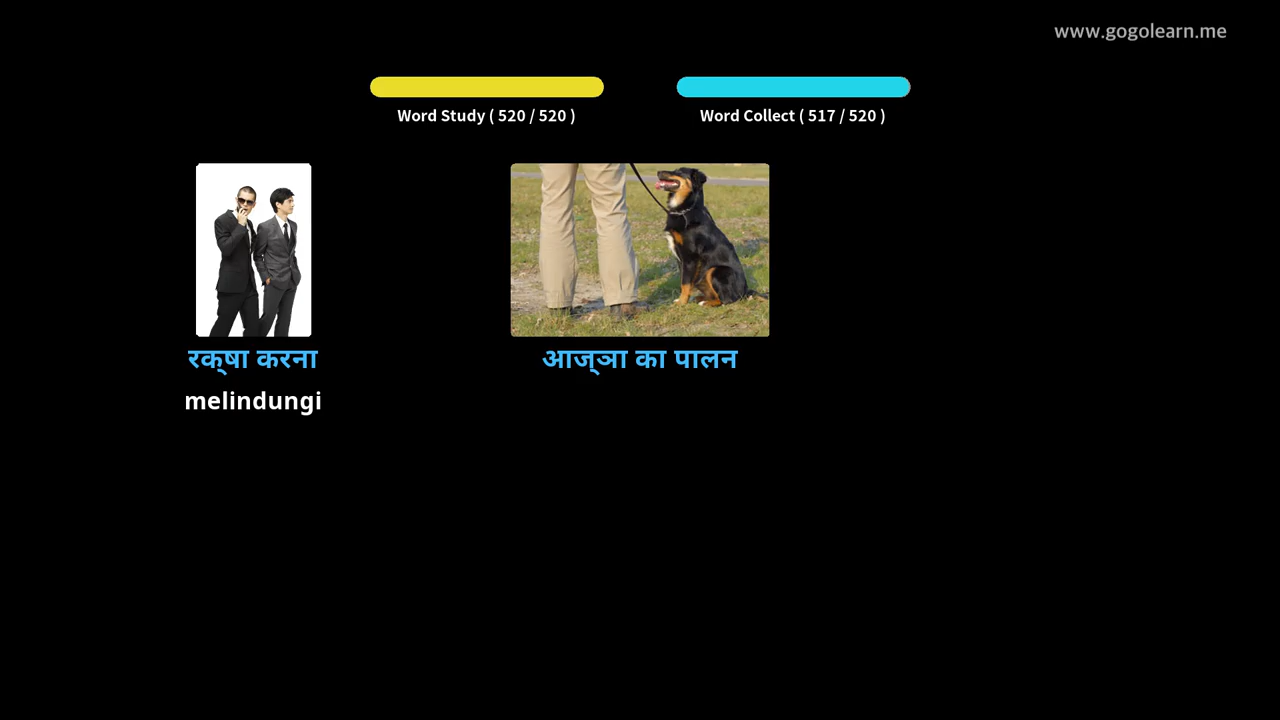 www.gogolearn.me
Word Study ( 520 / 520 )
Word Collect ( 517 / 520 )
रक्षा करना
आज्ञा का पालन
melindungi